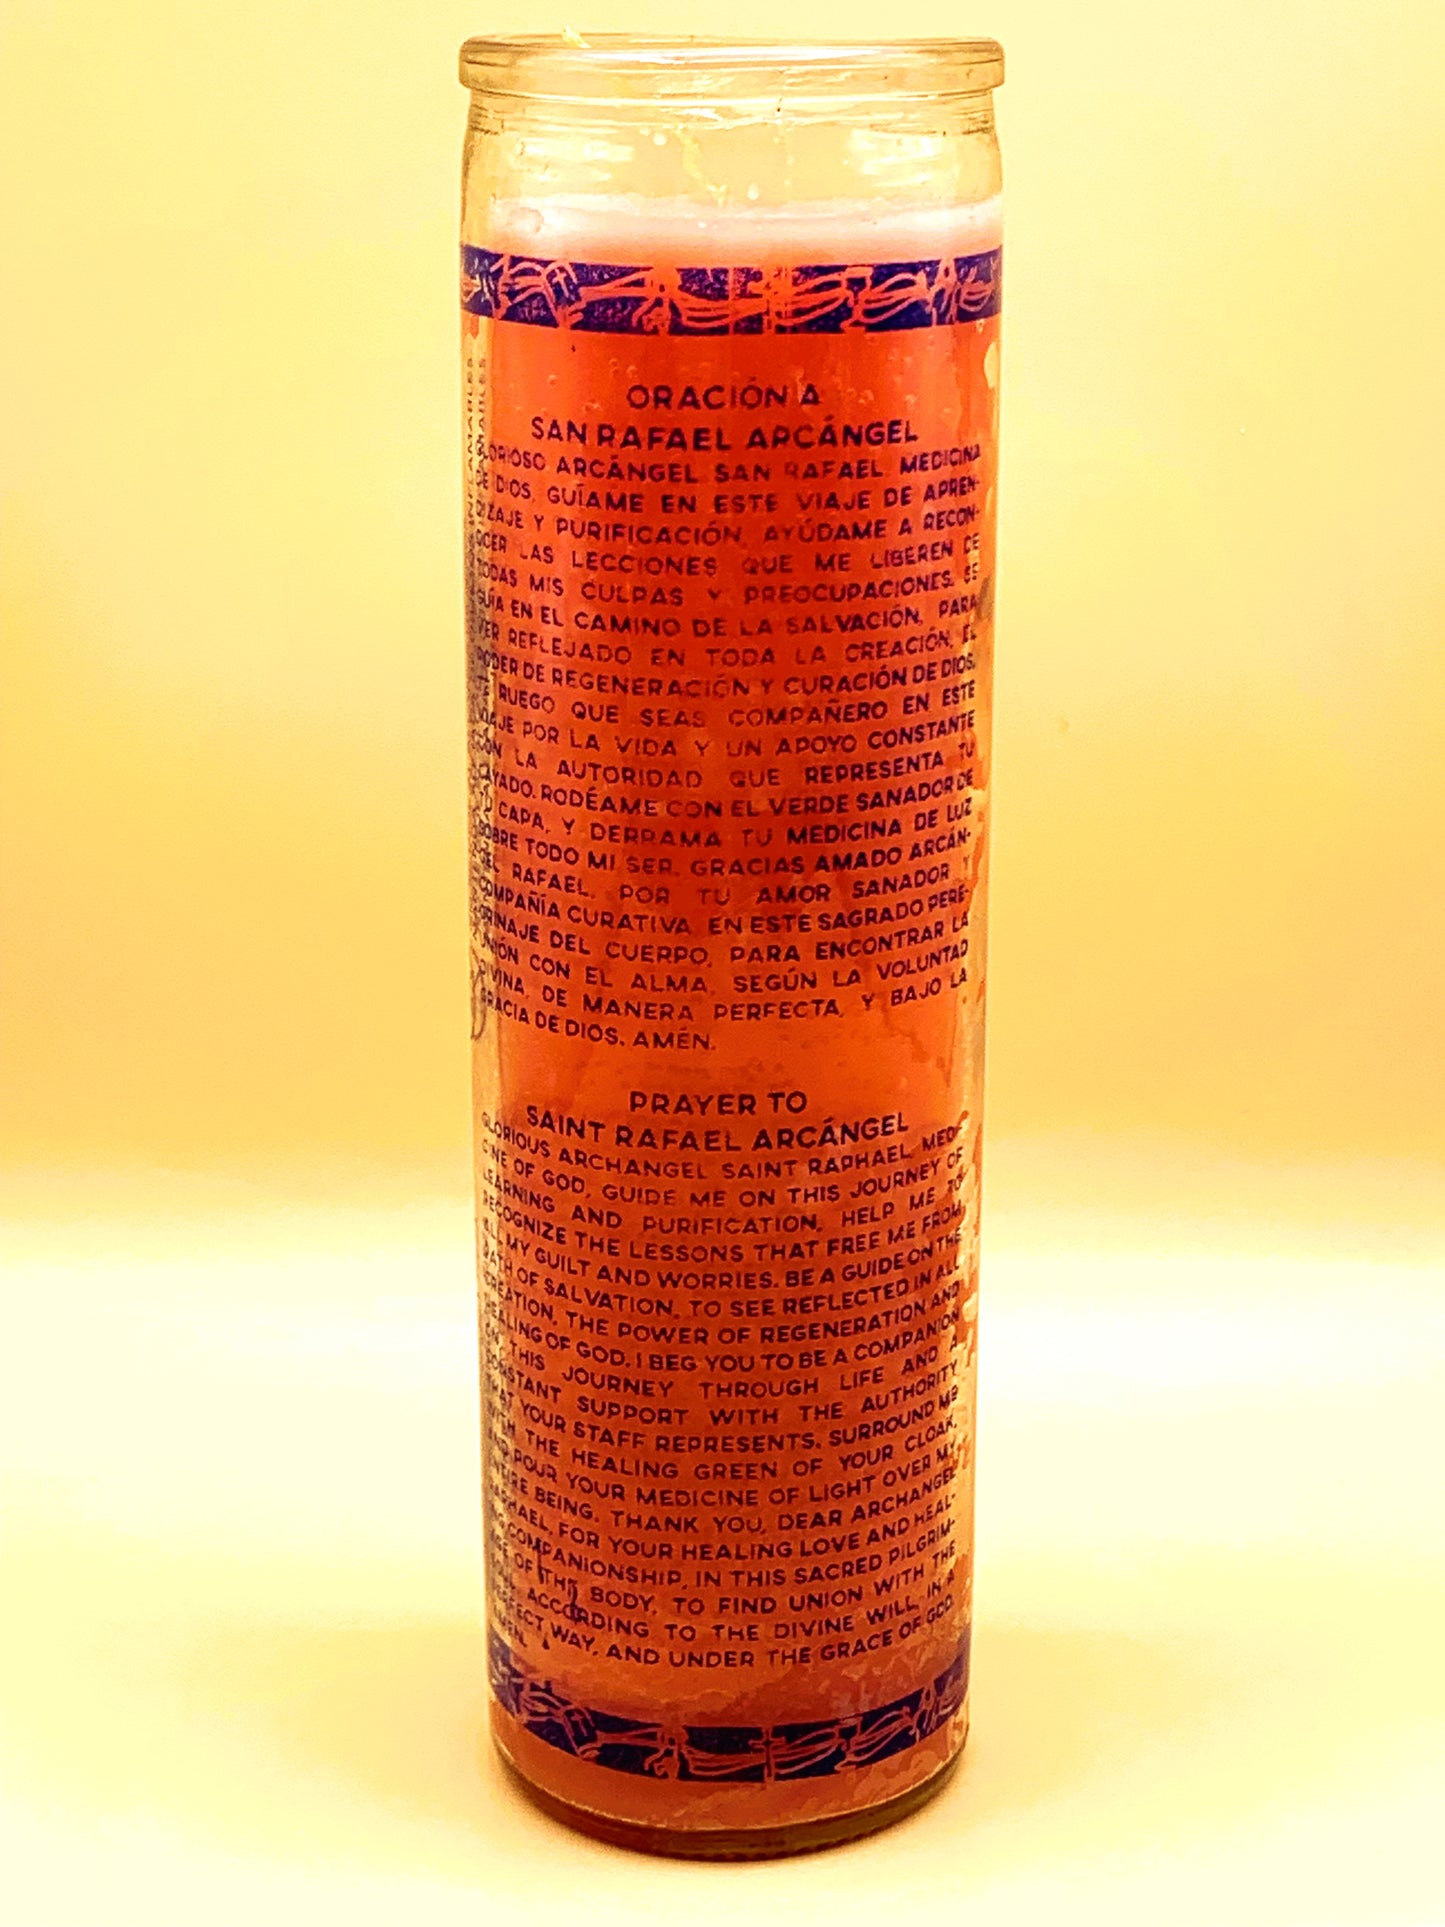 ORACIÓN A
SAN RAFAEL ARCÁNGEL
GLORIOSO ARCÁNGEL SAN RAFAEL MEDICINA
DE DIOS, GUÍAME EN ESTE VIAJE DE APREN-
DIZAJE Y PURIFICACIÓN, AYÚDAME A RECON-
OCER LAS LECCIONES QUE ME LIBEREN DE
TODAS MIS CULPAS Y PREOCUPACIONES. SE
GUÍA EN EL CAMINO DE LA SALVACIÓN, PARA
VER REFLEJADO EN TODA LA CREACIÓN, EL
PODER DE REGENERACIÓN Y CURACIÓN DE DIOS.
TE RUEGO QUE SEAS COMPAÑERO EN ESTE
VIAJE POR LA VIDA Y UN APOYO CONSTANTE
CON LA AUTORIDAD QUE REPRESENTA TU
CAYADO. RODÉAME CON EL VERDE SANADOR DE
TU CAPA, Y DERRAMA TU MEDICINA DE LUZ
SOBRE TODO MI SER. GRACIAS AMADO ARCÁN-
GEL RAFAEL, POR TU AMOR SANADOR Y
COMPAÑÍA CURATIVA, EN ESTE SAGRADO PERE-
GRINAJE DEL CUERPO, PARA ENCONTRAR LA
UNIÓN CON EL ALMA, SEGÚN LA VOLUNTAD
DIVINA, DE MANERA PERFECTA, Y BAJO LA
GRACIA DE DIOS. AMÉN.
PRAYER TO
SAINT RAFAEL ARCÁNGEL
GLORIOUS ARCHANGEL SAINT RAPHAEL, MEDI-
CINE OF GOD, GUIDE ME ON THIS JOURNEY OF
LEARNING AND PURIFICATION, HELP ME TO
RECOGNIZE THE LESSONS THAT FREE ME FROM
ALL MY GUILT AND WORRIES. BE A GUIDE ON THE
PATH OF SALVATION, TO SEE REFLECTED IN ALL
CREATION, THE POWER OF REGENERATION AND
HEALING OF GOD. I BEG YOU TO BE A COMPANION
ON THIS JOURNEY THROUGH LIFE AND A
CONSTANT SUPPORT WITH THE AUTHORITY
THAT YOUR STAFF REPRESENTS. SURROUND ME
WITH THE HEALING GREEN OF YOUR CLOAK,
AND POUR YOUR MEDICINE OF LIGHT OVER MY
ENTIRE BEING. THANK YOU, DEAR ARCHANGEL
RAPHAEL, FOR YOUR HEALING LOVE AND HEAL-
ING COMPANIONSHIP, IN THIS SACRED PILGRIM-
AGE OF THE BODY, TO FIND UNION WITH THE
SOUL, ACCORDING TO THE DIVINE WILL, IN A
PERFECT WAY, AND UNDER THE GRACE OF GOD.
AMEN.